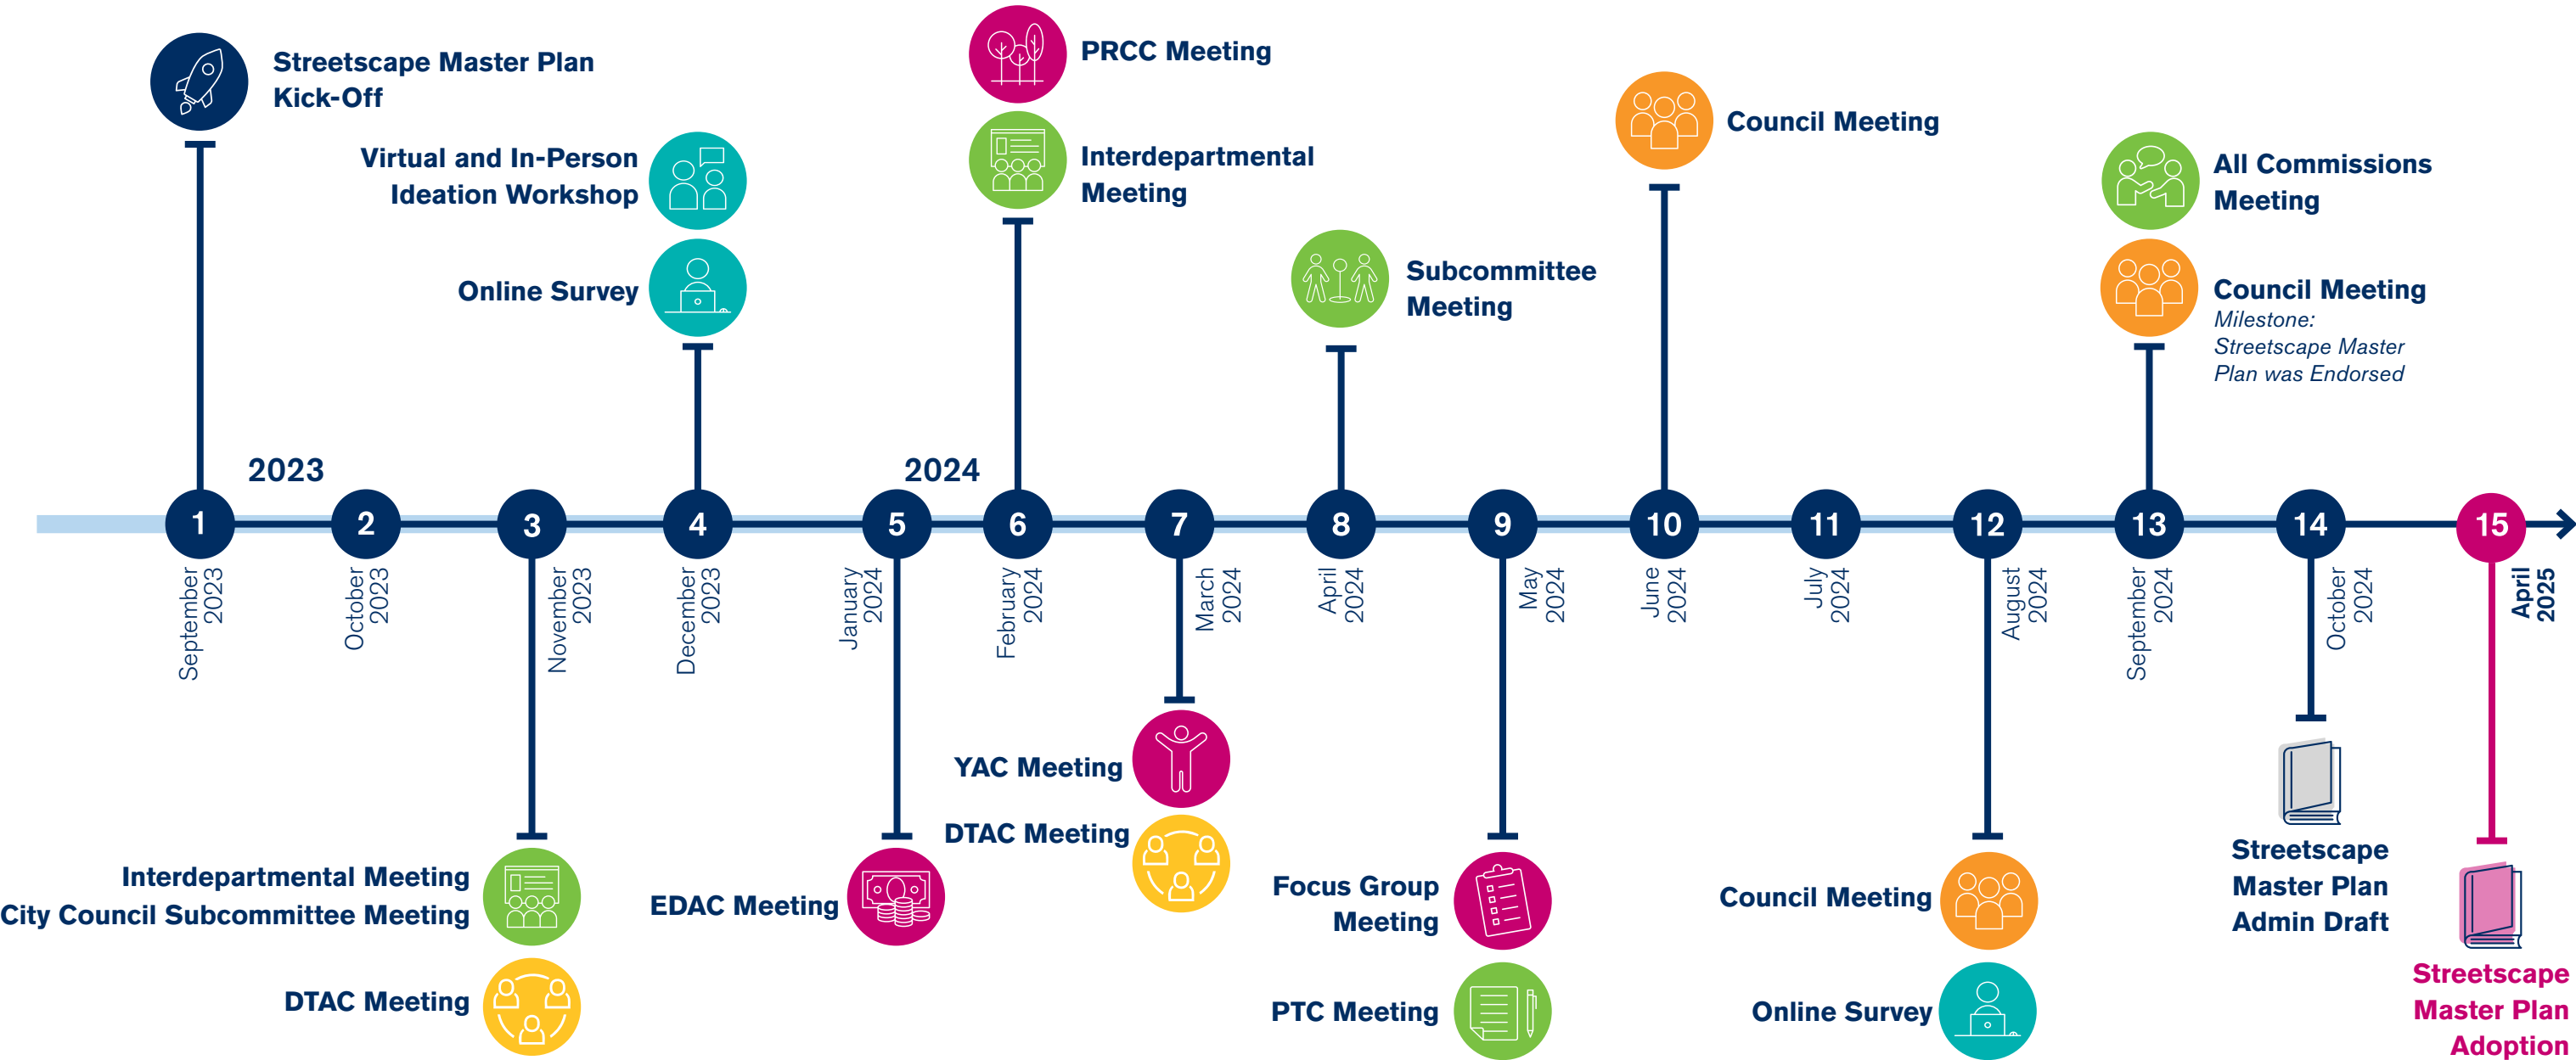 Streetscape Master Plan
Kick-Off
Virtual and In-Person
Ideation Workshop
Online Survey
PRCC Meeting
Interdepartmental
Meeting
Subcommittee
Meeting
Council Meeting
All Commissions
Meeting
Council Meeting
Milestone:
Streetscape Master
Plan was Endorsed
2023
2024
1
2
3
4
5
6
7
8
9
10
11
12
13
14
15
September
2023
October
2023
November
2023
December
2023
January
2024
February
2024
March
2024
April
2024
May
2024
June
2024
July
2024
August
2024
September
2024
October
2024
April
2025
Interdepartmental Meeting
City Council Subcommittee Meeting
DTAC Meeting
EDAC Meeting
YAC Meeting
DTAC Meeting
Focus Group
Meeting
PTC Meeting
Council Meeting
Online Survey
Streetscape
Master Plan
Admin Draft
Streetscape
Master Plan
Adoption